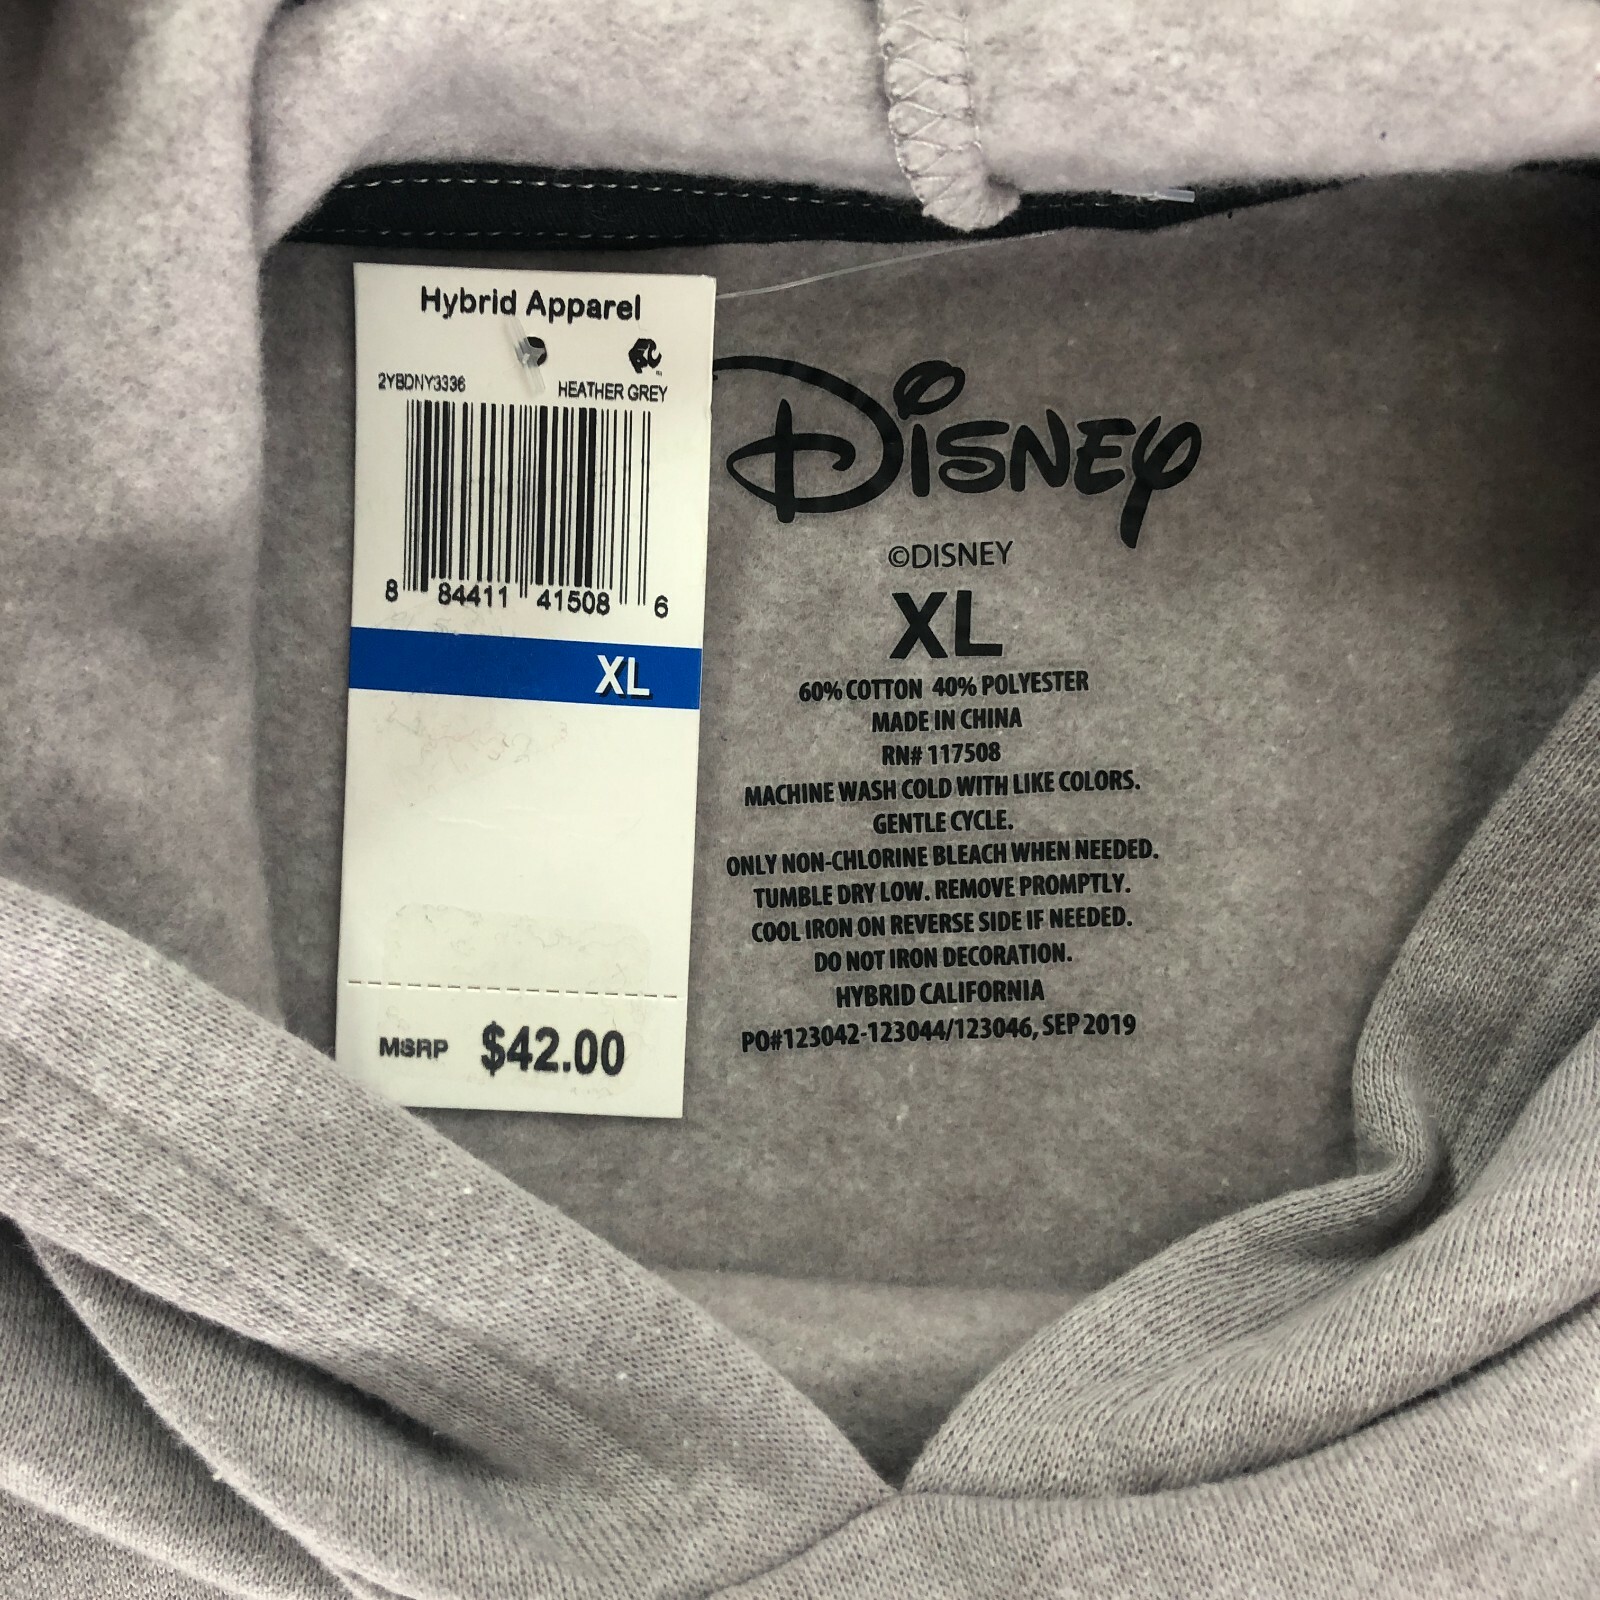 Hybrid Apparel
2YBDNY3336 HEATHER GREY
8 84411 41508 6
XL
MSRP $42.00
Disney
©DISNEY
XL
60% COTTON 40% POLYESTER
MADE IN CHINA
RN# 117508
MACHINE WASH COLD WITH LIKE COLORS.
GENTLE CYCLE.
ONLY NON-CHLORINE BLEACH WHEN NEEDED.
TUMBLE DRY LOW. REMOVE PROMPTLY.
COOL IRON ON REVERSE SIDE IF NEEDED.
DO NOT IRON DECORATION.
HYBRID CALIFORNIA
PO#123042-123044/123046, SEP 2019